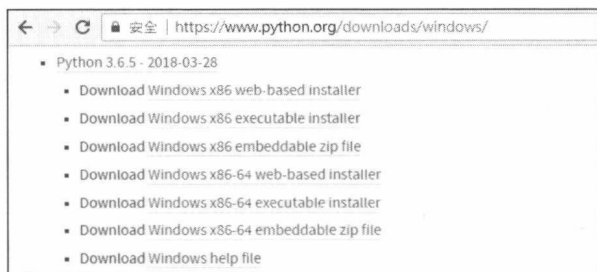 安全 | https://www.python.org/downloads/windows/
Python 3.6.5 - 2018-03-28
Download Windows x86 web-based installer
Download Windows x86 executable installer
Download Windows x86 embeddable zip file
Download Windows x86-64 web-based installer
Download Windows x86-64 executable installer
Download Windows x86-64 embeddable zip file
Download Windows help file